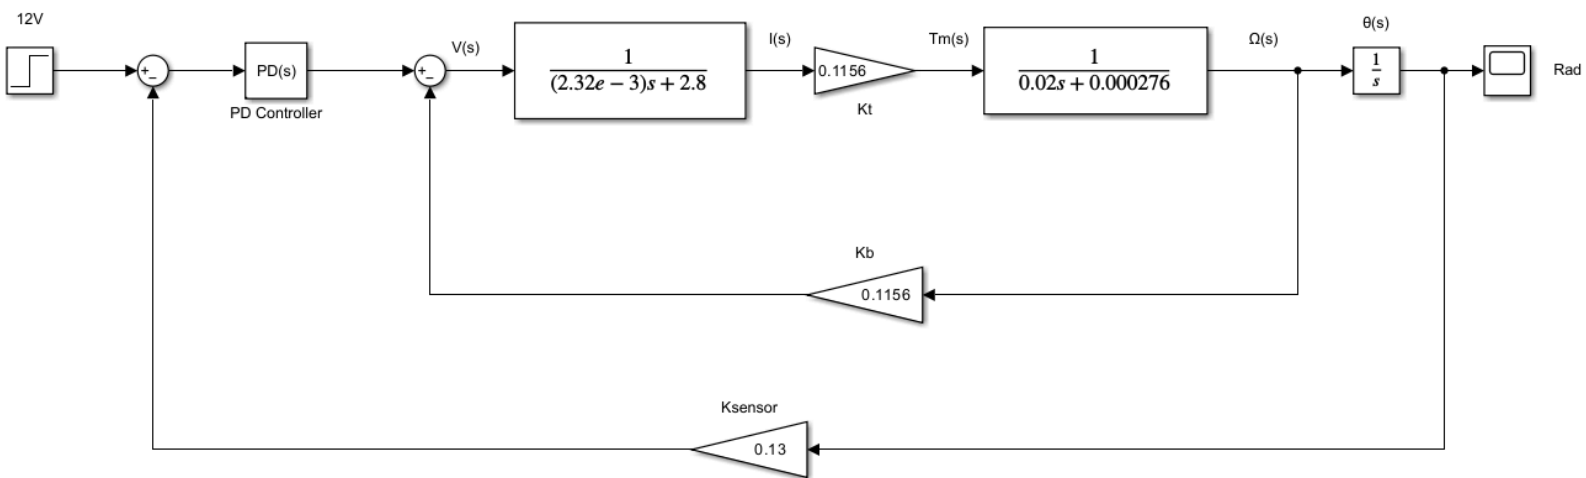 12V
+
−
PD(s)
PD Controller
+
−
V(s)
1
(2.32e − 3)s + 2.8
I(s)
0.1156
Kt
Tm(s)
1
0.02s + 0.000276
Ω(s)
θ(s)
1
s
Rad
Kb
0.1156
Ksensor
0.13